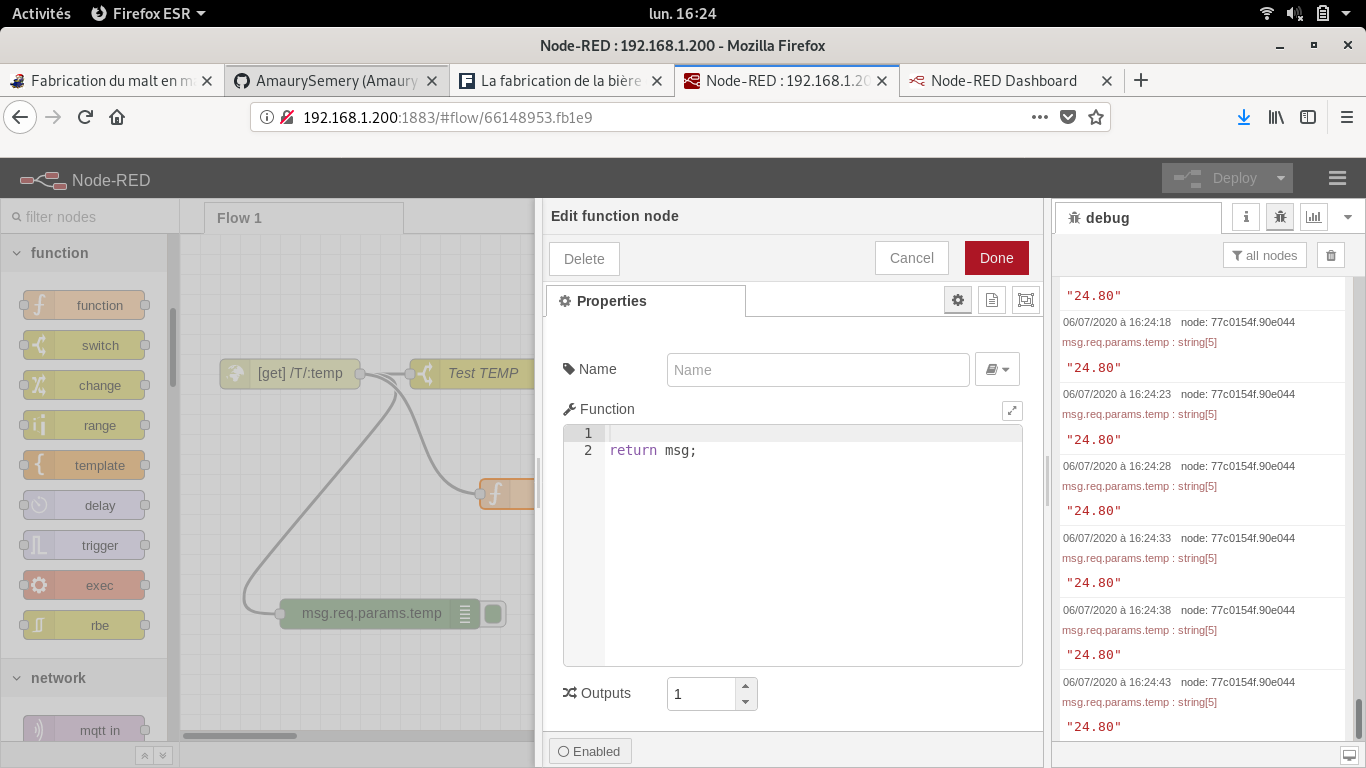 Activités Firefox ESR lun. 16:24
Node-RED : 192.168.1.200 - Mozilla Firefox
Fabrication du malt en ma AmaurySemery (Amaury La fabrication de la bière Node-RED : 192.168.1.20 Node-RED Dashboard
192.168.1.200:1883/#flow/66148953.fb1e9
Node-RED Deploy
filter nodes
function
function
switch
change
range
template
delay
trigger
exec
rbe
network
mqtt in
Flow 1
[get] /T/:temp
Test TEMP
msg.req.params.temp
Edit function node
Delete Cancel Done
Properties
Name Name
Function
1
2 return msg;
Outputs 1
Enabled
debug
all nodes
"24.80"
06/07/2020 à 16:24:18 node: 77c0154f.90e044
msg.req.params.temp : string[5]
"24.80"
06/07/2020 à 16:24:23 node: 77c0154f.90e044
msg.req.params.temp : string[5]
"24.80"
06/07/2020 à 16:24:28 node: 77c0154f.90e044
msg.req.params.temp : string[5]
"24.80"
06/07/2020 à 16:24:33 node: 77c0154f.90e044
msg.req.params.temp : string[5]
"24.80"
06/07/2020 à 16:24:38 node: 77c0154f.90e044
msg.req.params.temp : string[5]
"24.80"
06/07/2020 à 16:24:43 node: 77c0154f.90e044
msg.req.params.temp : string[5]
"24.80"